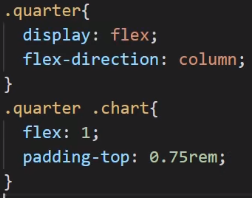 .quarter{
  display: flex;
  flex-direction: column;
}
.quarter .chart{
  flex: 1;
  padding-top: 0.75rem;
}